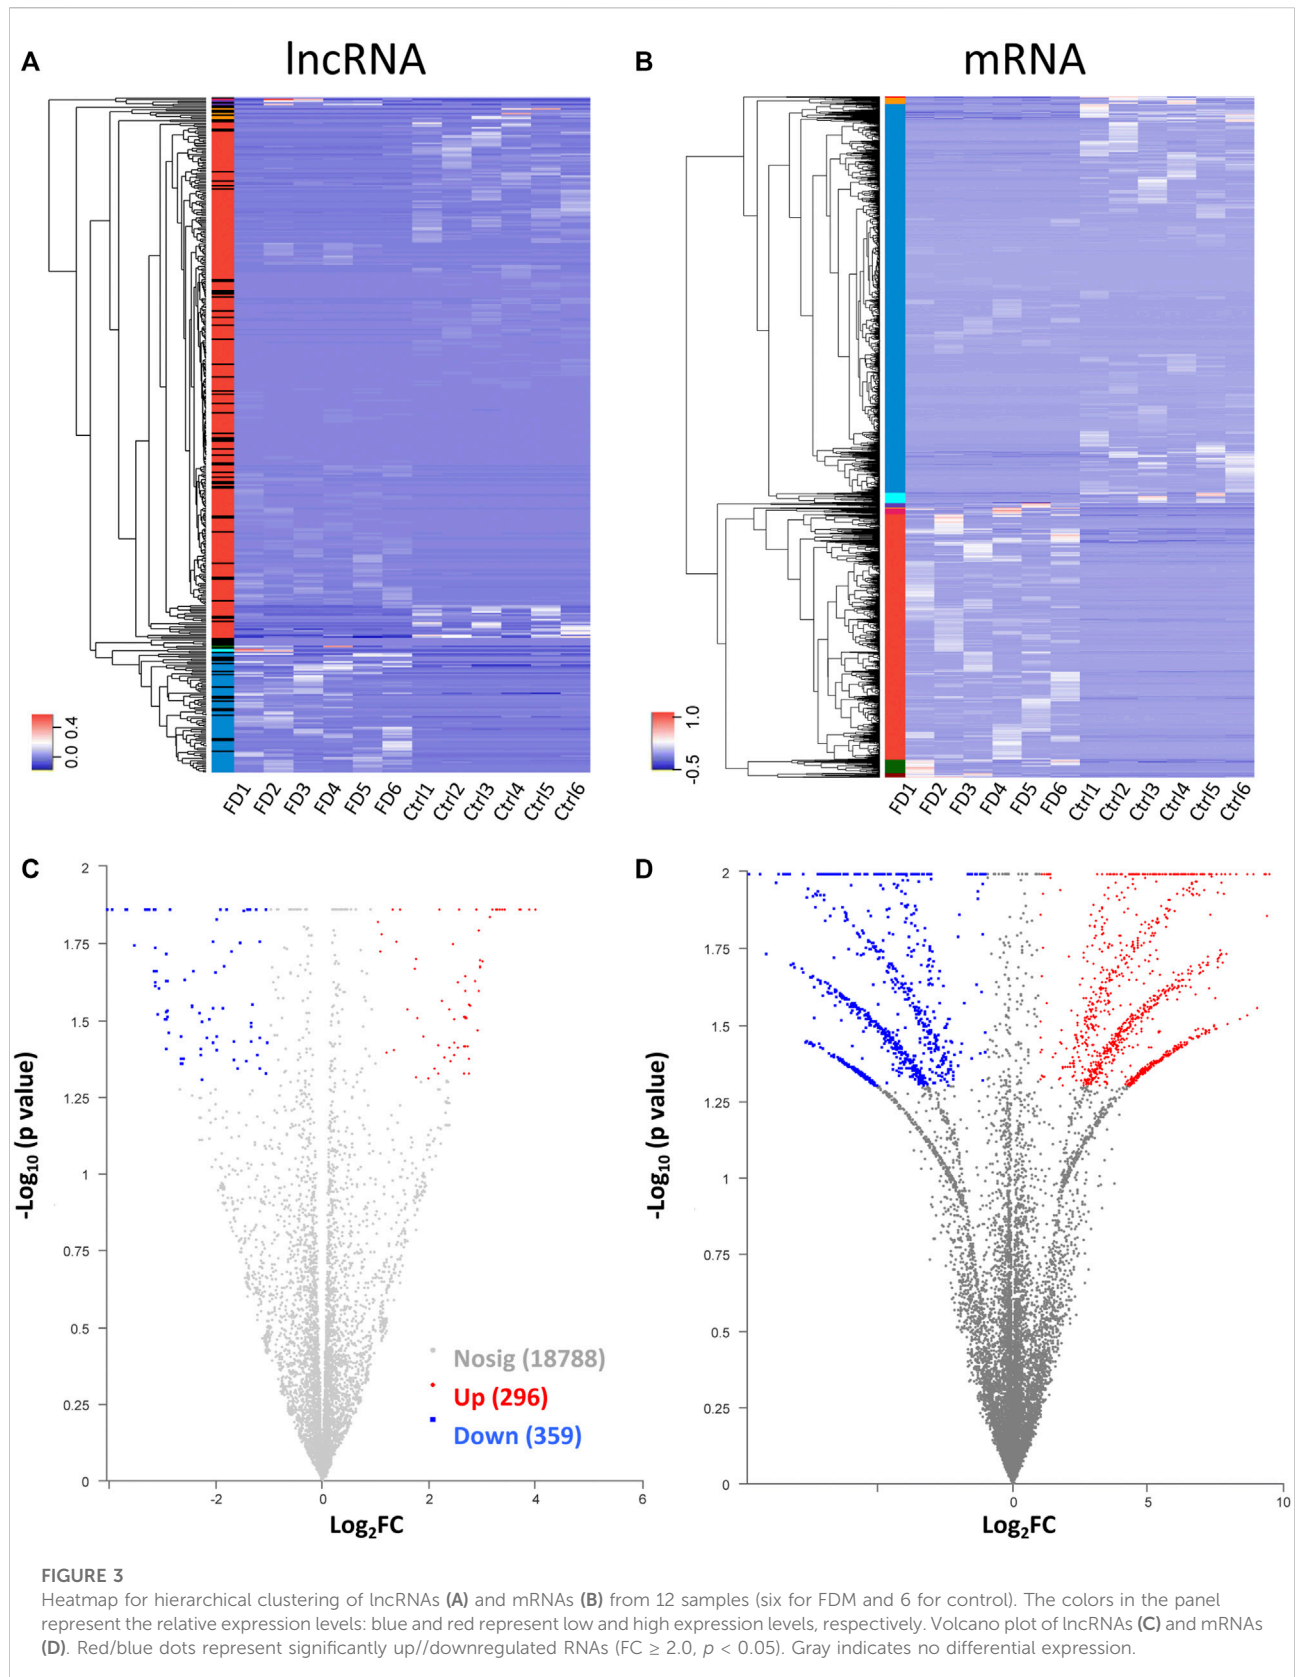 A
lncRNA
B
mRNA
0.4
0.0
1.0
-0.5
FD1 FD2 FD3 FD4 FD5 FD6 Ctrl1 Ctrl2 Ctrl3 Ctrl4 Ctrl5 Ctrl6
FD1 FD2 FD3 FD4 FD5 FD6 Ctrl1 Ctrl2 Ctrl3 Ctrl4 Ctrl5 Ctrl6
C
2
1.75
1.5
1.25
1
0.75
0.5
0.25
0
-Log10 (p value)
Nosig (18788)
Up (296)
Down (359)
-2 0 2 4 6
Log2FC
D
2
1.75
1.5
1.25
1
0.75
0.5
0.25
0
-Log10 (p value)
0 5 10
Log2FC
FIGURE 3
Heatmap for hierarchical clustering of lncRNAs (A) and mRNAs (B) from 12 samples (six for FDM and 6 for control). The colors in the panel
represent the relative expression levels: blue and red represent low and high expression levels, respectively. Volcano plot of lncRNAs (C) and mRNAs
(D). Red/blue dots represent significantly up//downregulated RNAs (FC ≥ 2.0, p < 0.05). Gray indicates no differential expression.